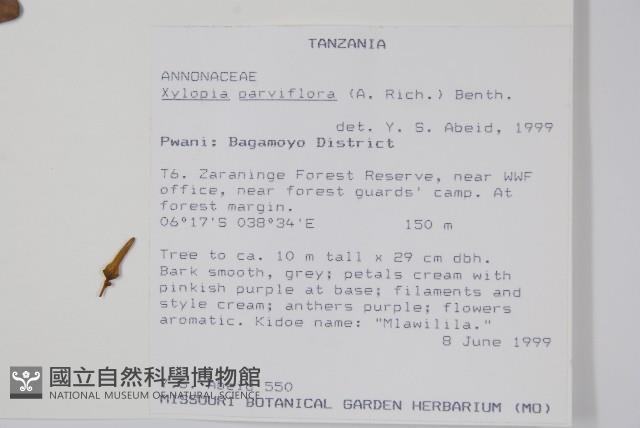 TANZANIA
ANNONACEAE
Xylopia parviflora (A. Rich.) Benth.
det. Y. S. Abeid, 1999
Pwani: Bagamoyo District
T6. Zaraninge Forest Reserve, near WWF
office, near forest guards' camp. At
forest margin.
06°17'S 038°34'E 150 m
Tree to ca. 10 m tall x 29 cm dbh.
Bark smooth, grey; petals cream with
pinkish purple at base; filaments and
style cream; anthers purple; flowers
aromatic. Kidoe name: "Mlawilila."
8 June 1999
國立自然科學博物館
NATIONAL MUSEUM OF NATURAL SCIENCE
Abeid 550
MISSOURI BOTANICAL GARDEN HERBARIUM (MO)